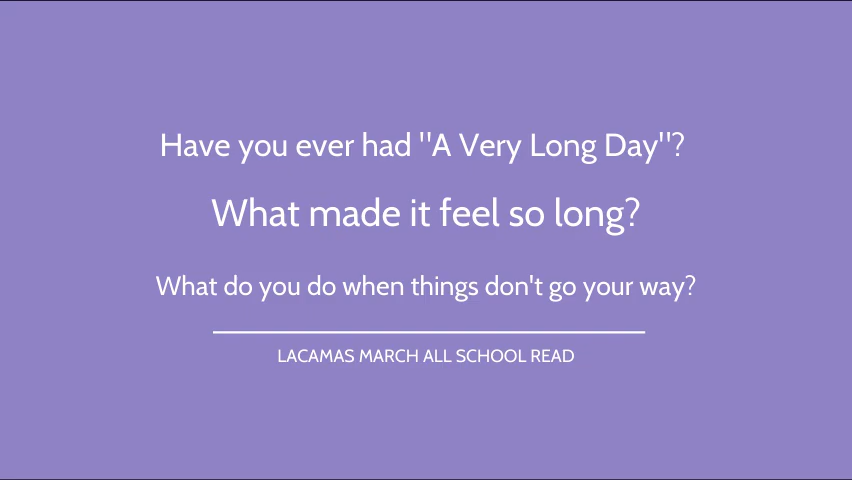 Have you ever had "A Very Long Day"?
What made it feel so long?
What do you do when things don't go your way?
LACAMAS MARCH ALL SCHOOL READ